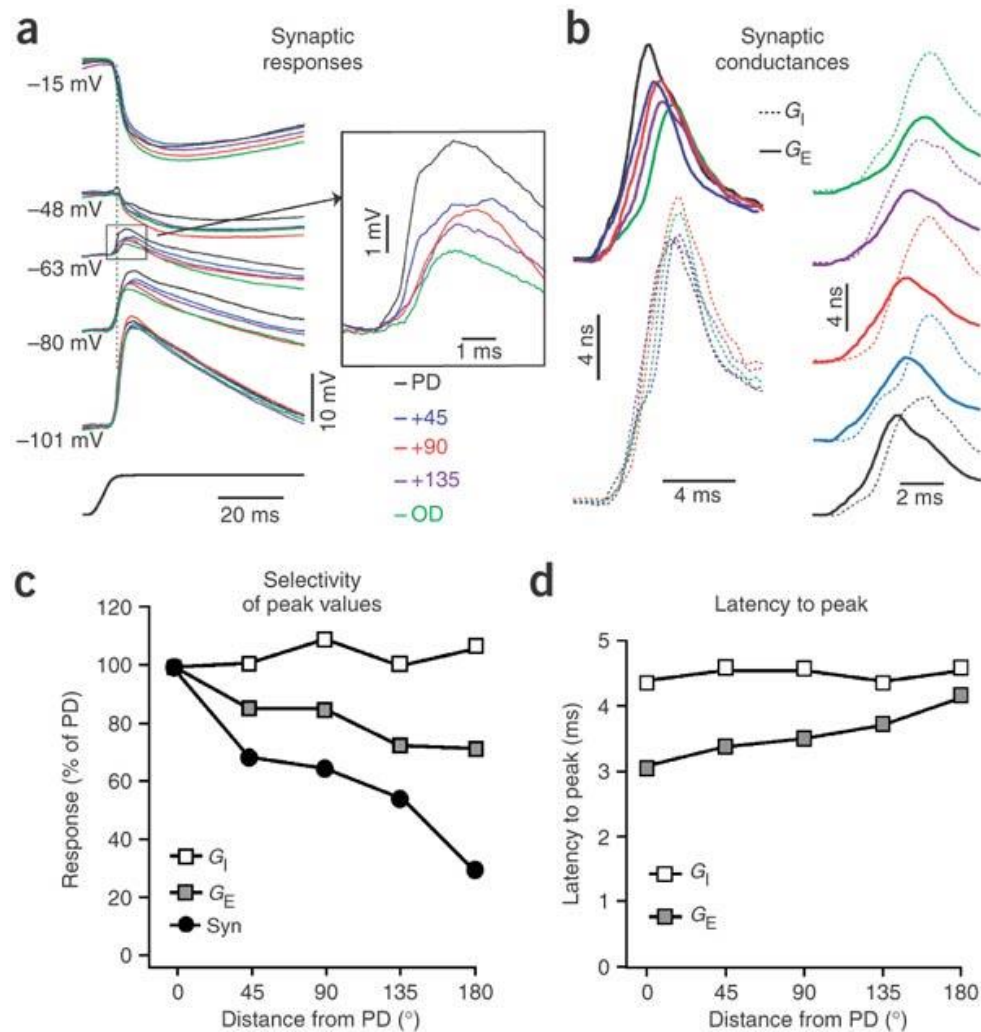 a
Synaptic
responses
–15 mV
–48 mV
–63 mV
–80 mV
–101 mV
1 mV
1 ms
10 mV
20 ms
– PD
– +45
– +90
– +135
– OD
b
Synaptic
conductances
G_I
G_E
4 ns
4 ms
4 ns
2 ms
c
Selectivity
of peak values
Response (% of PD)
120
100
80
60
40
20
0
G_I
G_E
Syn
0 45 90 135 180
Distance from PD (°)
d
Latency to peak
Latency to peak (ms)
5
4
3
2
1
0
G_I
G_E
0 45 90 135 180
Distance from PD (°)